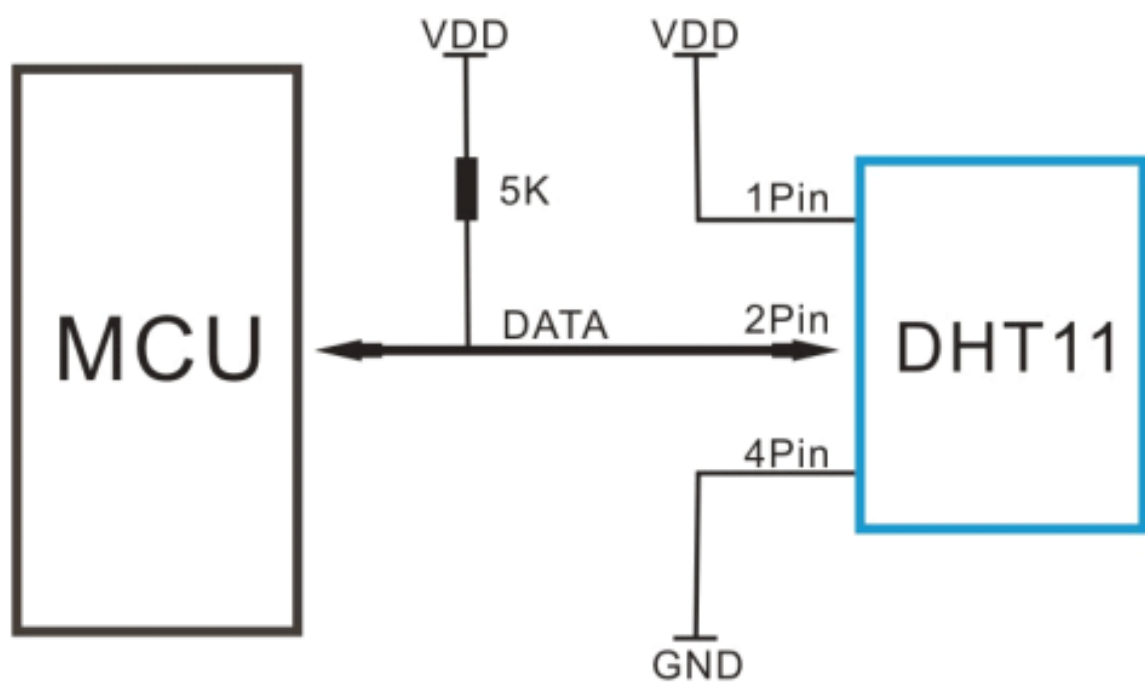 VDD
VDD
5K
1Pin
MCU
DATA
2Pin
DHT11
4Pin
GND